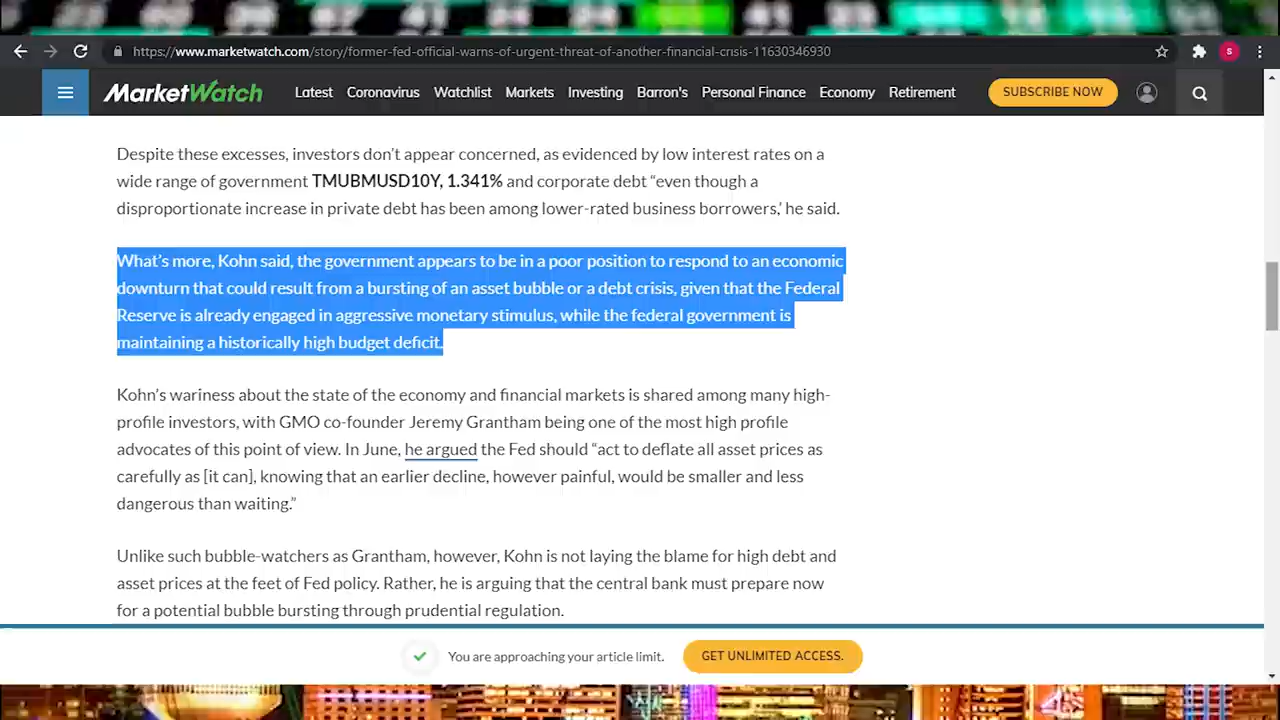 https://www.marketwatch.com/story/former-fed-official-warns-of-urgent-threat-of-another-financial-crisis-11630346930
S
MarketWatch
Latest Coronavirus Watchlist Markets Investing Barron's Personal Finance Economy Retirement SUBSCRIBE NOW
Despite these excesses, investors don’t appear concerned, as evidenced by low interest rates on a
wide range of government TMUBMUSD10Y, 1.341% and corporate debt “even though a
disproportionate increase in private debt has been among lower-rated business borrowers,’ he said.
What’s more, Kohn said, the government appears to be in a poor position to respond to an economic
downturn that could result from a bursting of an asset bubble or a debt crisis, given that the Federal
Reserve is already engaged in aggressive monetary stimulus, while the federal government is
maintaining a historically high budget deficit.
Kohn’s wariness about the state of the economy and financial markets is shared among many high-
profile investors, with GMO co-founder Jeremy Grantham being one of the most high profile
advocates of this point of view. In June, he argued the Fed should “act to deflate all asset prices as
carefully as [it can], knowing that an earlier decline, however painful, would be smaller and less
dangerous than waiting.”
Unlike such bubble-watchers as Grantham, however, Kohn is not laying the blame for high debt and
asset prices at the feet of Fed policy. Rather, he is arguing that the central bank must prepare now
for a potential bubble bursting through prudential regulation.
You are approaching your article limit. GET UNLIMITED ACCESS.